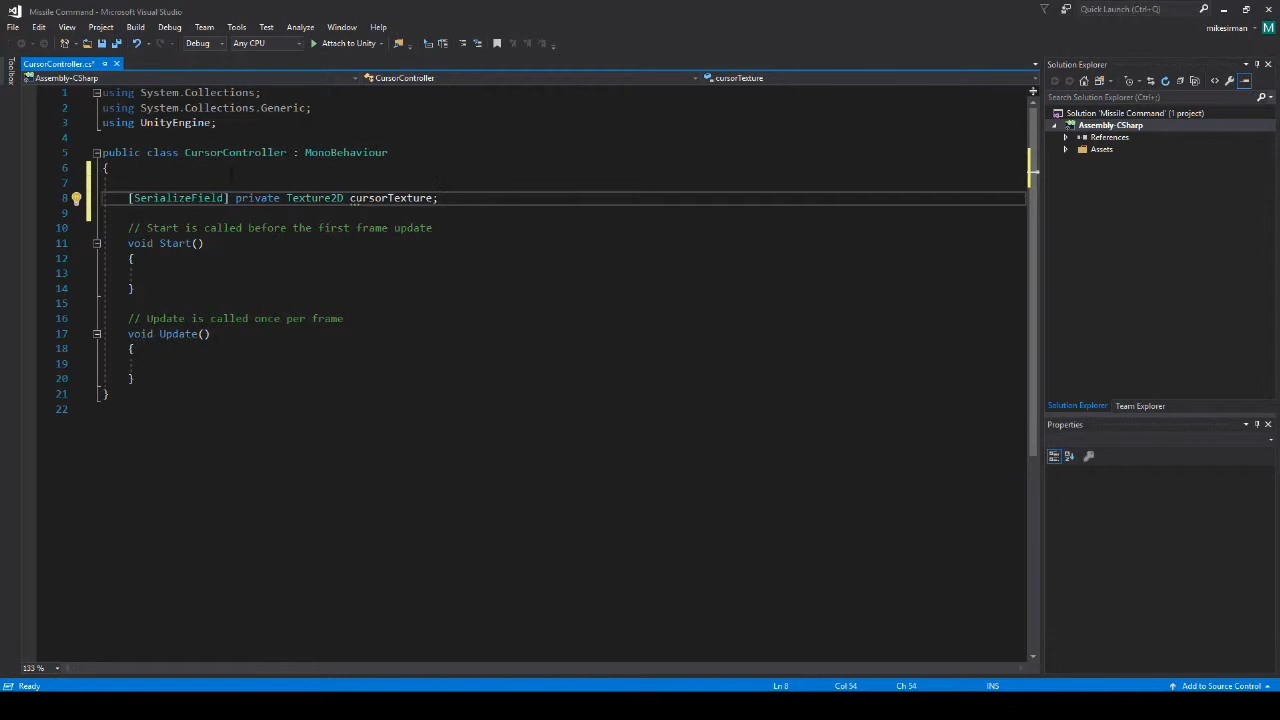 Missile Command - Microsoft Visual Studio
Quick Launch (Ctrl+Q)
File Edit View Project Build Debug Team Tools Test Analyze Window Help
mikesirman M
Debug Any CPU Attach to Unity
Toolbox
CursorController.cs*
Assembly-CSharp CursorController cursorTexture
1 using System.Collections;
2 using System.Collections.Generic;
3 using UnityEngine;
4
5 public class CursorController : MonoBehaviour
6 {
7
8 [SerializeField] private Texture2D cursorTexture;
9
10 // Start is called before the first frame update
11 void Start()
12 {
13
14 }
15
16 // Update is called once per frame
17 void Update()
18 {
19
20 }
21 }
22
133 %
Solution Explorer
Search Solution Explorer (Ctrl+;)
Solution 'Missile Command' (1 project)
Assembly-CSharp
References
Assets
Solution Explorer Team Explorer
Properties
Ready Ln 8 Col 54 Ch 54 INS Add to Source Control